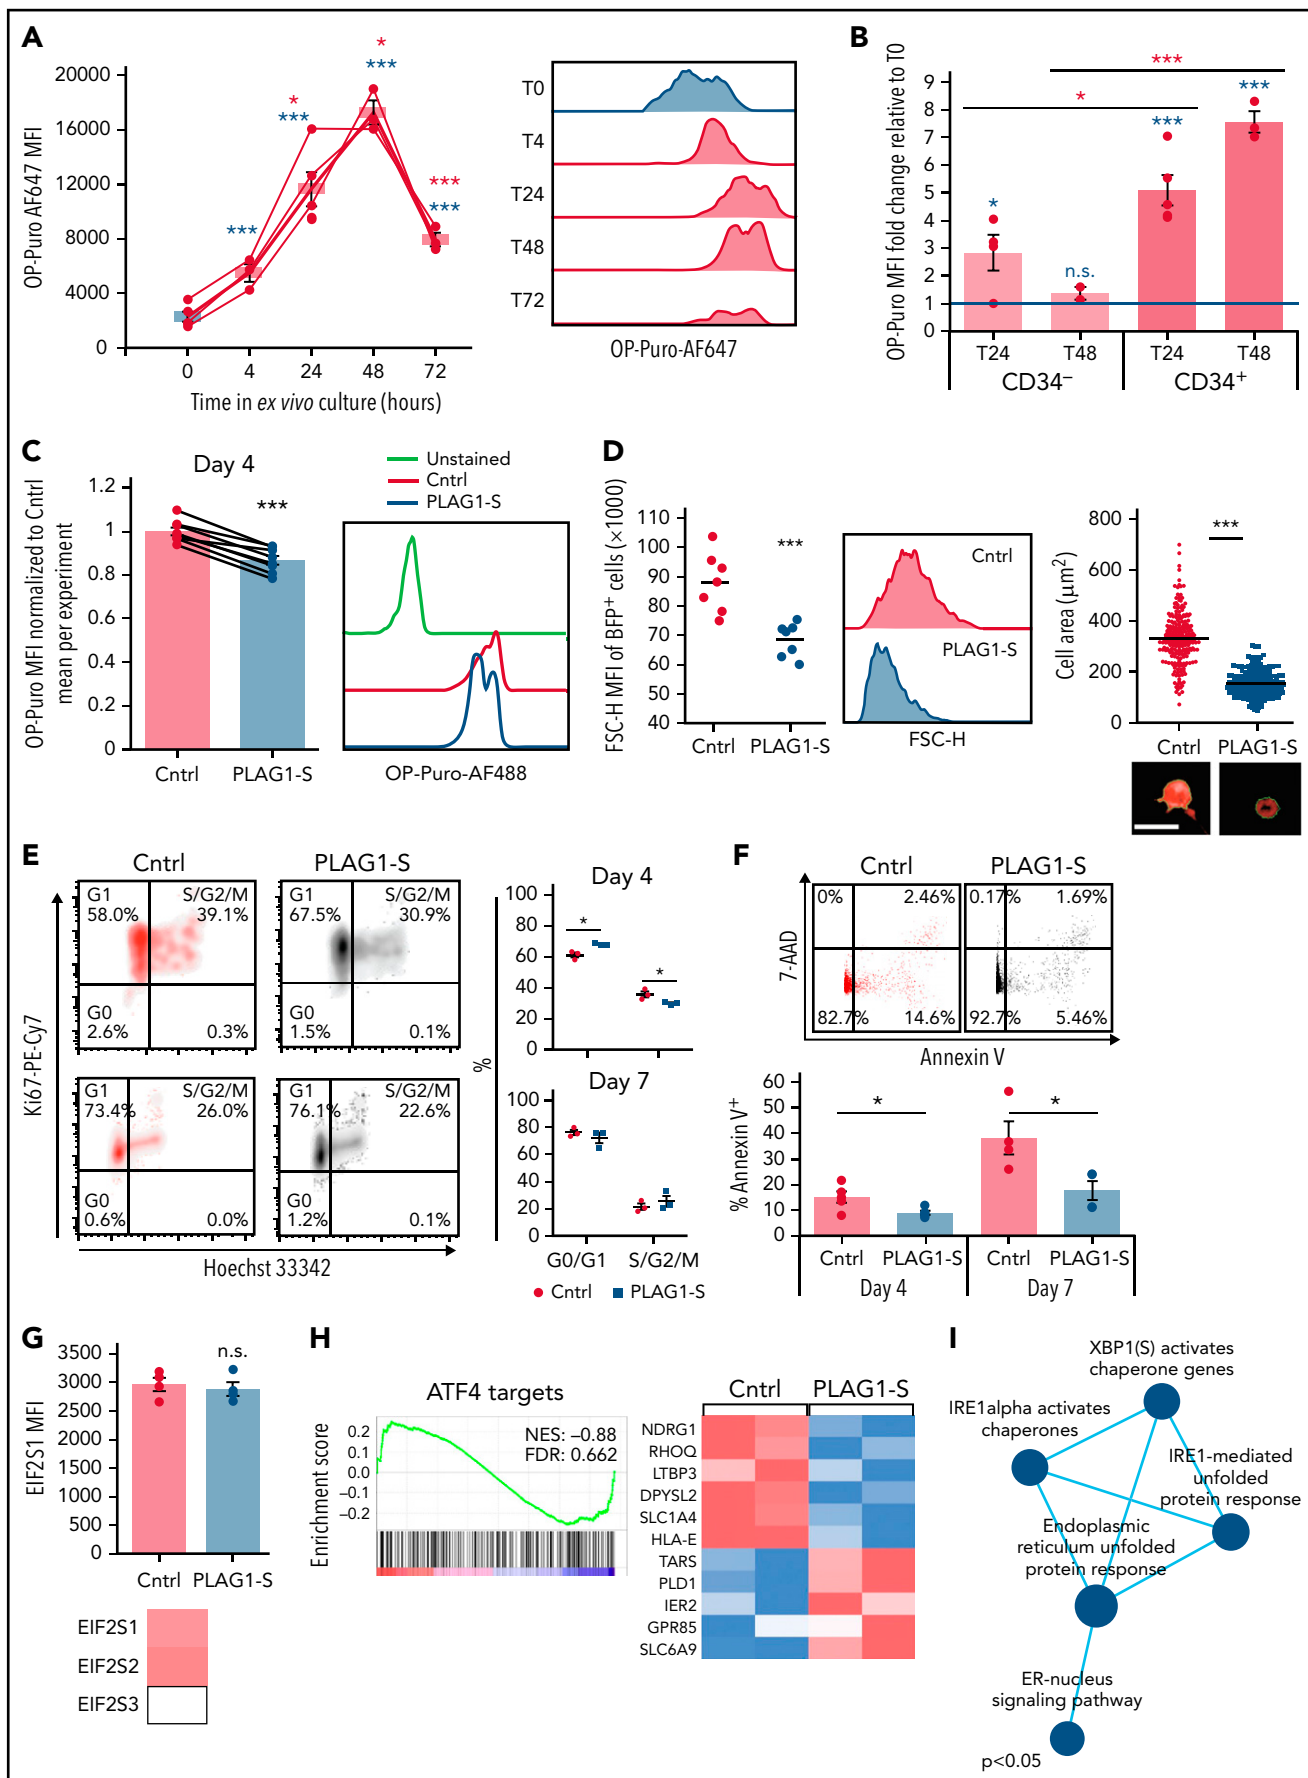 A
OP-Puro AF647 MFI
20000
16000
12000
8000
4000
0
***
*
***
*
***
***
***
0 4 24 48 72
Time in ex vivo culture (hours)
T0
T4
T24
T48
T72
OP-Puro-AF647
B
OP-Puro MFI fold change relative to T0
9
8
7
6
5
4
3
2
1
0
***
*
***
***
*
n.s.
T24 T48 T24 T48
CD34– CD34+
C
Day 4
OP-Puro MFI normalized to Cntrl
mean per experiment
1.2
1
0.8
0.6
0.4
0.2
0
***
Cntrl PLAG1-S
Unstained
Cntrl
PLAG1-S
OP-Puro-AF488
D
FSC-H MFI of BFP+ cells (×1000)
110
100
90
80
70
60
50
40
***
Cntrl PLAG1-S
Cntrl
PLAG1-S
FSC-H
Cell area (μm2)
800
600
400
200
0
***
Cntrl PLAG1-S
E
Cntrl PLAG1-S
Ki67-PE-Cy7
G1 S/G2/M
58.0% 39.1%
G0
2.6% 0.3%
G1 S/G2/M
67.5% 30.9%
G0
1.5% 0.1%
G1 S/G2/M
73.4% 26.0%
G0
0.6% 0.0%
G1 S/G2/M
76.1% 22.6%
G0
1.2% 0.1%
Hoechst 33342
%
Day 4
100
80
60
40
20
0
*
*
Day 7
100
80
60
40
20
0
G0/G1 S/G2/M
Cntrl PLAG1-S
F
Cntrl PLAG1-S
7-AAD
0% 2.46%
82.7% 14.6%
0.17% 1.69%
92.7% 5.46%
Annexin V
% Annexin V+
60
50
40
30
20
10
0
*
*
Cntrl PLAG1-S Cntrl PLAG1-S
Day 4 Day 7
G
EIF2S1 MFI
3500
3000
2500
2000
1500
1000
500
0
n.s.
Cntrl PLAG1-S
EIF2S1
EIF2S2
EIF2S3
H
ATF4 targets
Enrichment score
0.2
0.1
0.0
–0.1
–0.2
NES: –0.88
FDR: 0.662
Cntrl PLAG1-S
NDRG1
RHOQ
LTBP3
DPYSL2
SLC1A4
HLA-E
TARS
PLD1
IER2
GPR85
SLC6A9
I
XBP1(S) activates
chaperone genes
IRE1alpha activates
chaperones
IRE1-mediated
unfolded
protein response
Endoplasmic
reticulum unfolded
protein response
ER-nucleus
signaling pathway
p<0.05